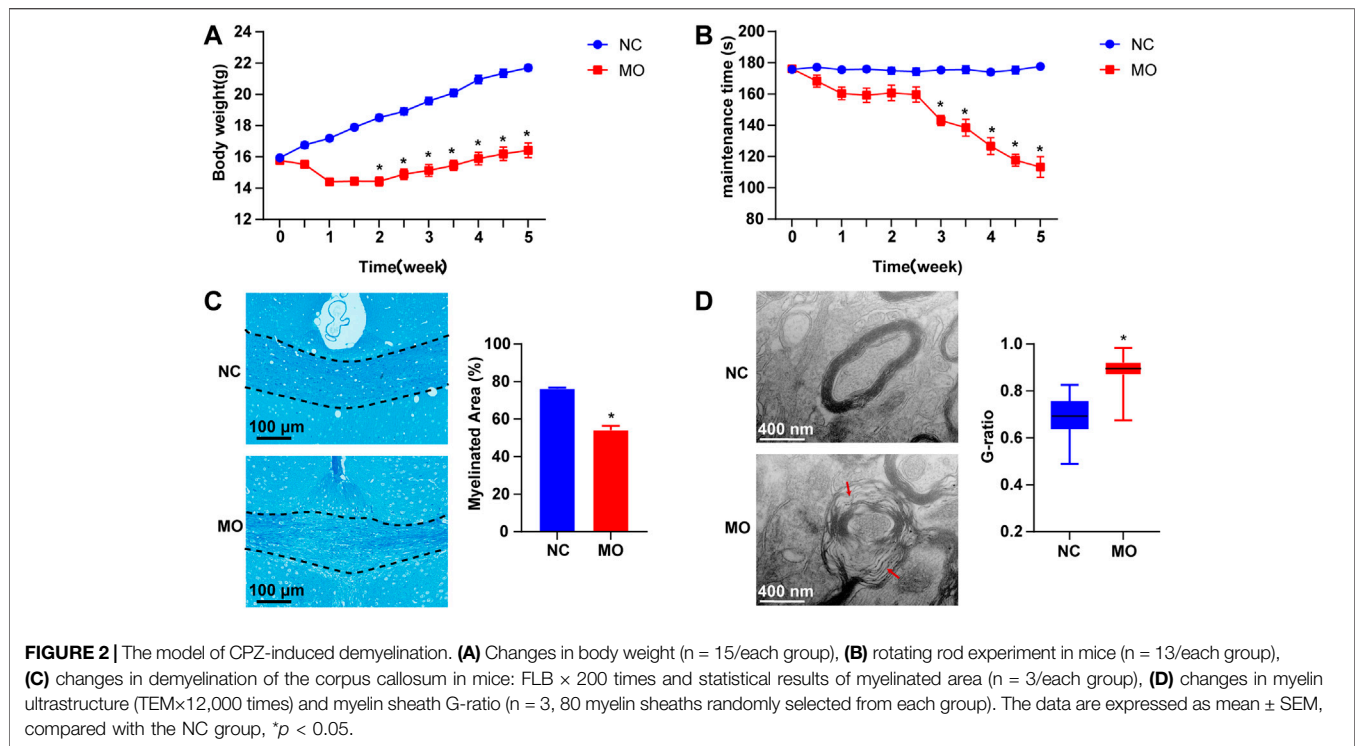 A
Body weight(g)
24
22
20
18
16
14
12
0 1 2 3 4 5
Time(week)
* * * * * * *
NC
MO
B
maintenance time (s)
200
180
160
140
120
100
80
0 1 2 3 4 5
Time(week)
* * * * *
NC
MO
C
NC
100 µm
MO
100 µm
Myelinated Area (%)
100
80
60
40
20
0
*
NC MO
D
NC
400 nm
MO
400 nm
G-ratio
1.0
0.8
0.6
0.4
0.2
*
NC MO
FIGURE 2 | The model of CPZ-induced demyelination. (A) Changes in body weight (n = 15/each group), (B) rotating rod experiment in mice (n = 13/each group),
(C) changes in demyelination of the corpus callosum in mice: FLB × 200 times and statistical results of myelinated area (n = 3/each group), (D) changes in myelin
ultrastructure (TEM×12,000 times) and myelin sheath G-ratio (n = 3, 80 myelin sheaths randomly selected from each group). The data are expressed as mean ± SEM,
compared with the NC group, *p < 0.05.